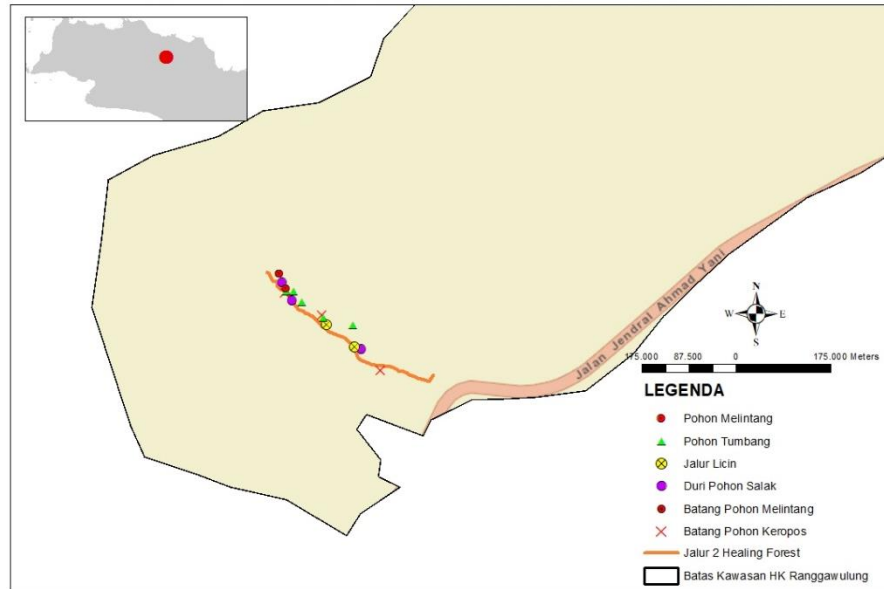 Jalan Jendral Ahmad Yani
N
W E
S
175.000 87.500 0 175.000 Meters
LEGENDA
Pohon Melintang
Pohon Tumbang
Jalur Licin
Duri Pohon Salak
Batang Pohon Melintang
Batang Pohon Keropos
Jalur 2 Healing Forest
Batas Kawasan HK Ranggawulung